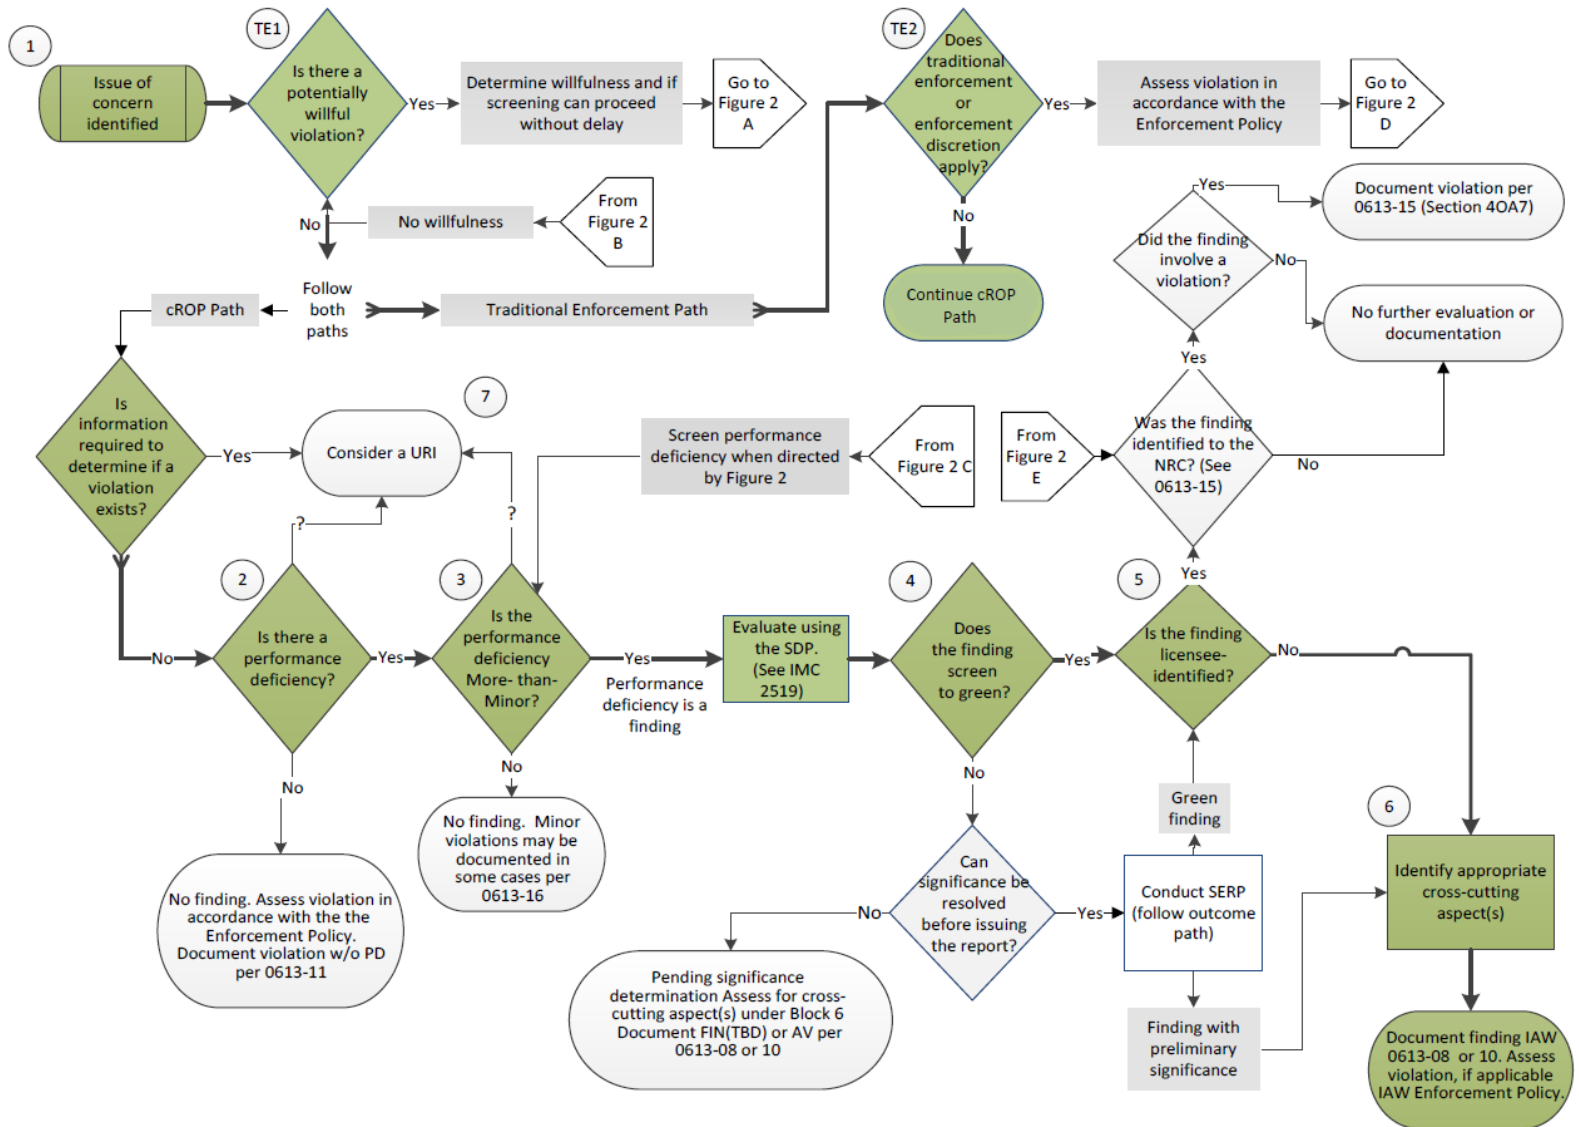 1
Issue of
concern
identified
TE1
Is there a
potentially
willful
violation?
Yes
Determine willfulness and if
screening can proceed
without delay
Go to
Figure 2
A
TE2
Does
traditional
enforcement
or
enforcement
discretion
apply?
Yes
Assess violation in
accordance with the
Enforcement Policy
Go to
Figure 2
D
No
No willfulness
From
Figure 2
B
No
Continue cROP
Path
Yes
Document violation per
0613-15 (Section 4OA7)
Did the finding
involve a
violation?
No
No further evaluation or
documentation
cROP Path
Follow
both
paths
Traditional Enforcement Path
Yes
Is
information
required to
determine if a
violation
exists?
Yes
Consider a URI
7
Screen performance
deficiency when directed
by Figure 2
From
Figure 2 C
From
Figure 2
E
Was the finding
identified to the
NRC? (See
0613-15)
No
?
?
Yes
No
2
Is there a
performance
deficiency?
Yes
3
Is the
performance
deficiency
More- than-
Minor?
Yes
Performance
deficiency is a
finding
Evaluate using
the SDP.
(See IMC
2519)
4
Does
the finding
screen
to green?
Yes
5
Is the finding
licensee-
identified?
No
No
No finding. Assess violation in
accordance with the the
Enforcement Policy.
Document violation w/o PD
per 0613-11
No
No finding.  Minor
violations may be
documented in
some cases per
0613-16
No
Can
significance be
resolved
before issuing
the report?
No
Pending significance
determination Assess for cross-
cutting aspect(s) under Block 6
Document FIN(TBD) or AV per
0613-08 or 10
Yes
Conduct SERP
(follow outcome
path)
Green
finding
Finding with
preliminary
significance
6
Identify appropriate
cross-cutting
aspect(s)
Document finding IAW
0613-08  or 10. Assess
violation, if applicable
IAW Enforcement Policy.